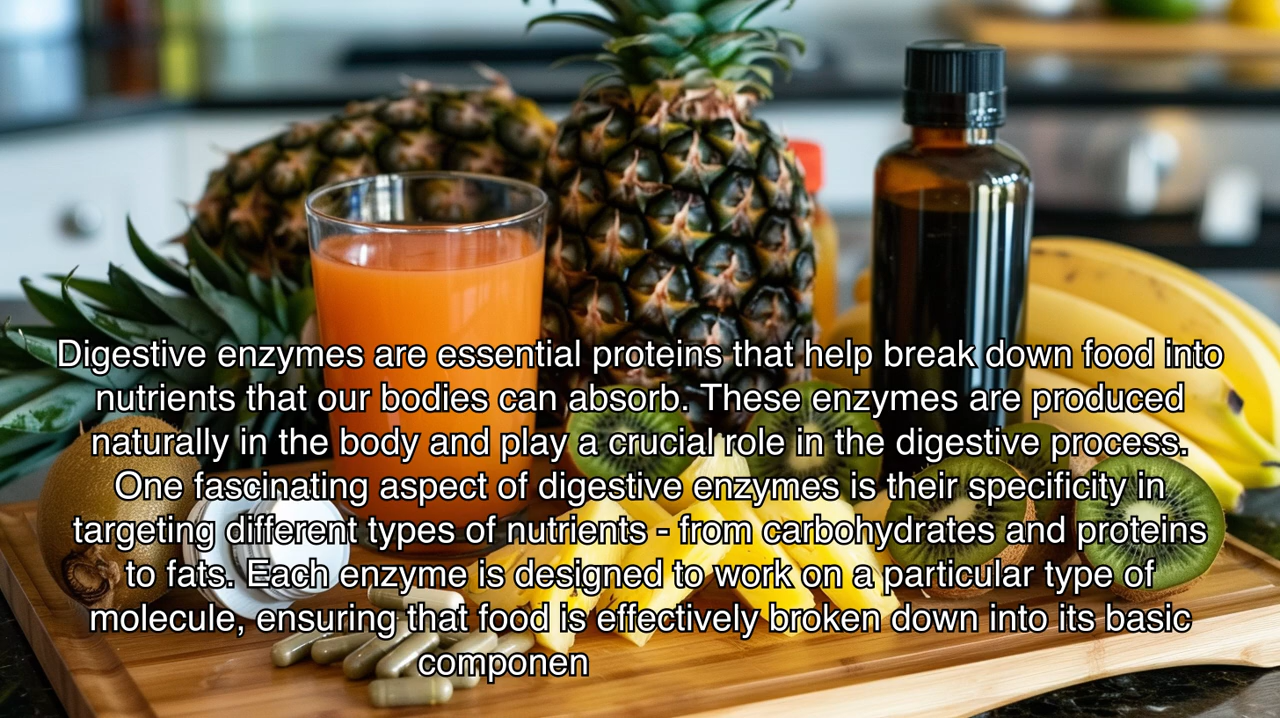 Digestive enzymes are essential proteins that help break down food into
nutrients that our bodies can absorb. These enzymes are produced
naturally in the body and play a crucial role in the digestive process.
One fascinating aspect of digestive enzymes is their specificity in
targeting different types of nutrients - from carbohydrates and proteins
to fats. Each enzyme is designed to work on a particular type of
molecule, ensuring that food is effectively broken down into its basic
componen